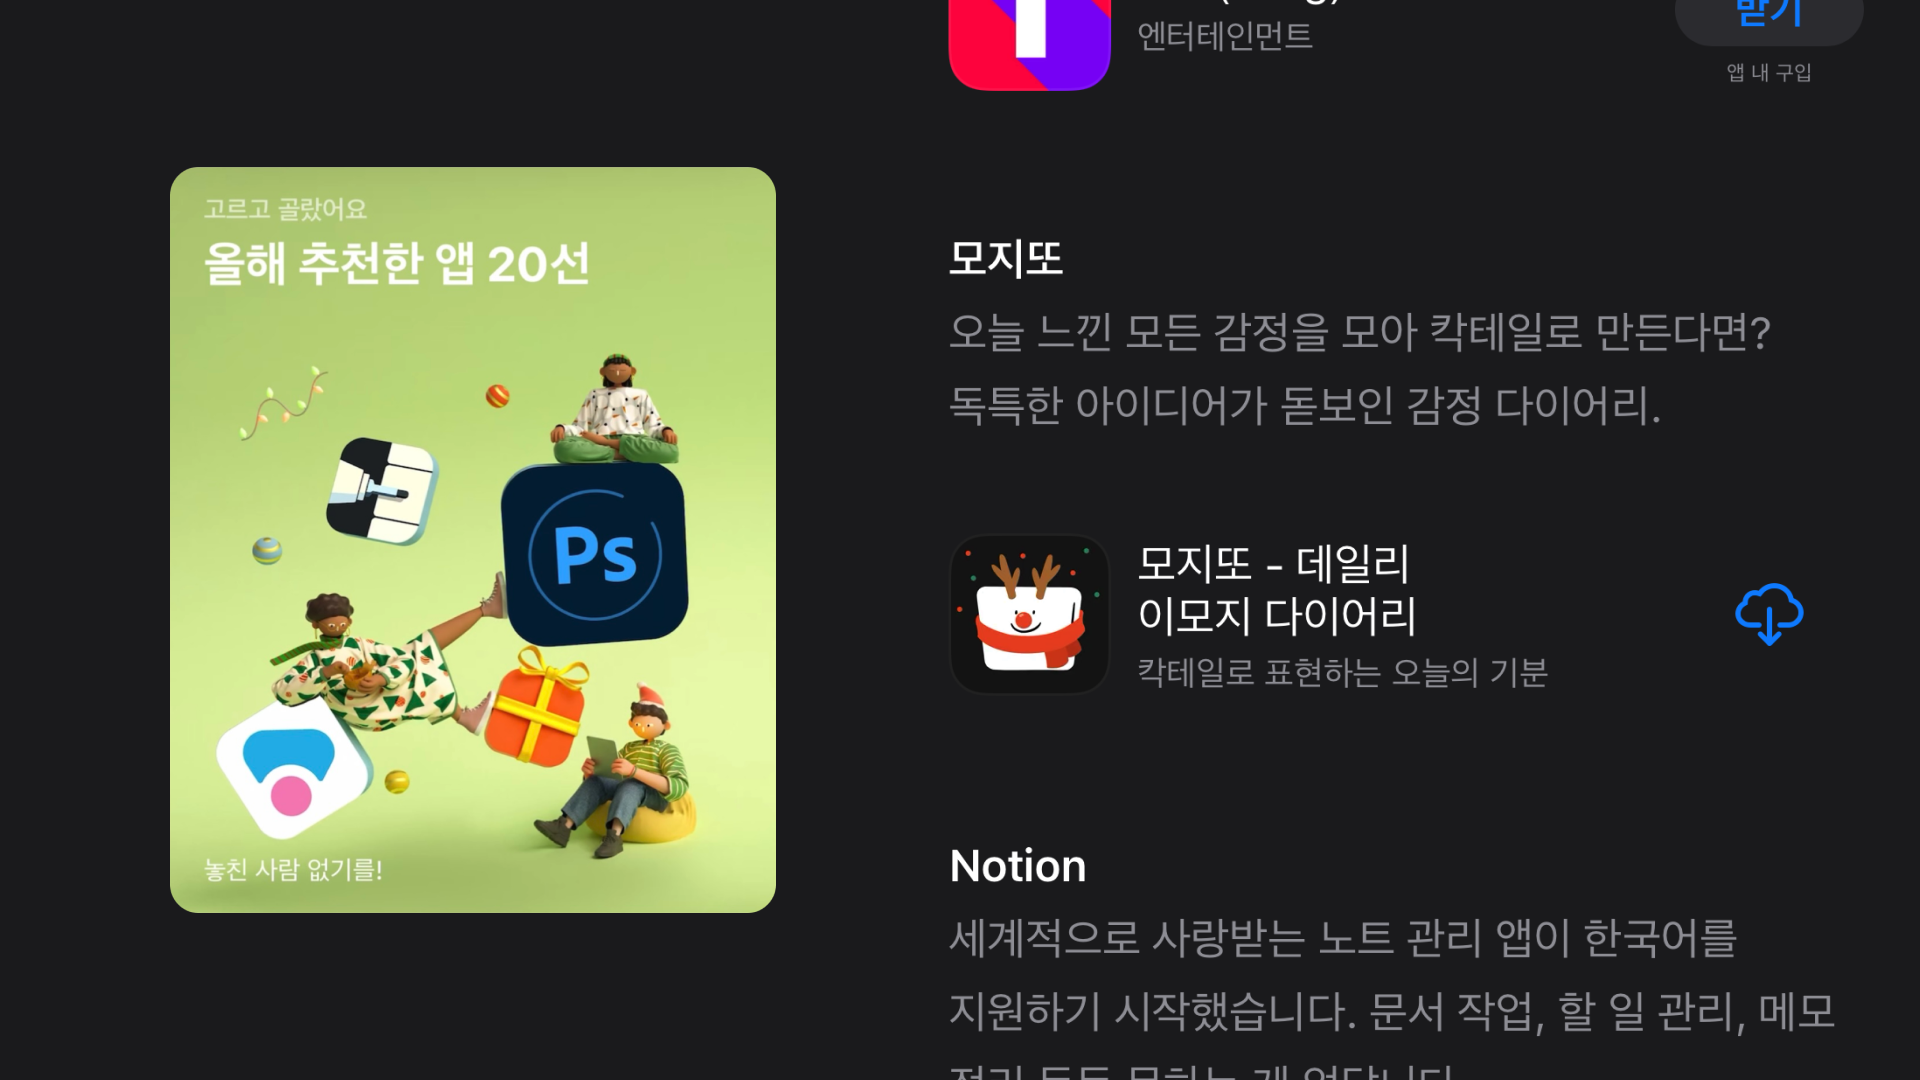 고르고 골랐어요
올해 추천한 앱 20선
Ps
놓친 사람 없기를!
엔터테인먼트
받기
앱 내 구입
모지또
오늘 느낀 모든 감정을 모아 칵테일로 만든다면?
독특한 아이디어가 돋보인 감정 다이어리.
모지또 - 데일리
이모지 다이어리
칵테일로 표현하는 오늘의 기분
Notion
세계적으로 사랑받는 노트 관리 앱이 한국어를
지원하기 시작했습니다. 문서 작업, 할 일 관리, 메모